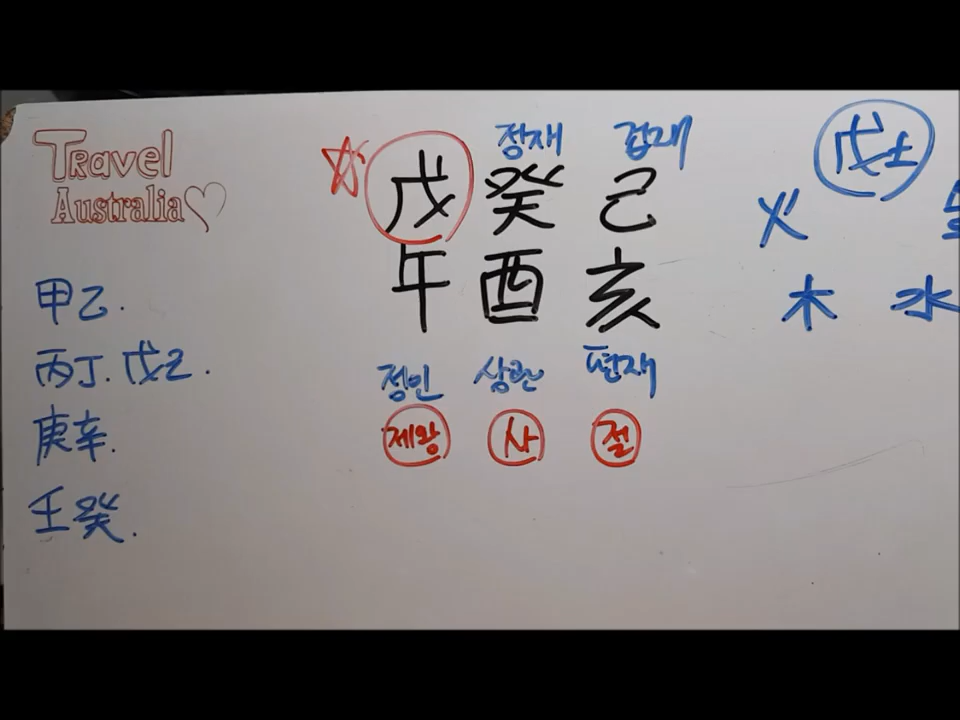 Travel
Australia
甲乙.
丙丁. 戊己.
庚辛.
壬癸.
정재 겁재
戊 癸 己
午 酉 亥
정인 상관 편재
제왕 사 절
戊土
火
木 水